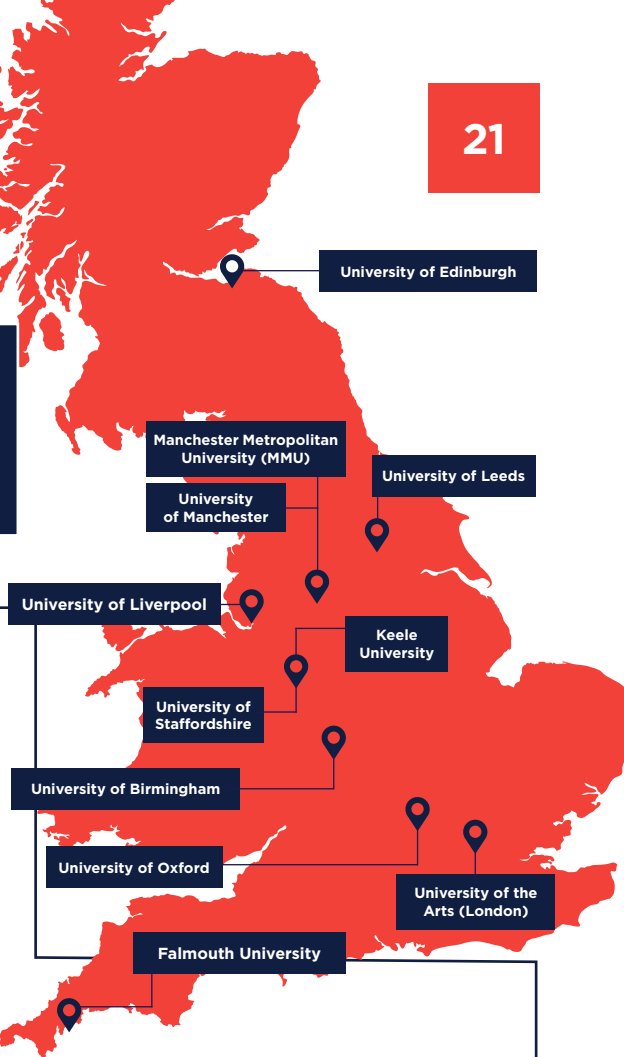 21
University of Edinburgh
Manchester Metropolitan
University (MMU)
University of Leeds
University
of Manchester
University of Liverpool
Keele
University
University of
Staffordshire
University of Birmingham
University of Oxford
University of the
Arts (London)
Falmouth University